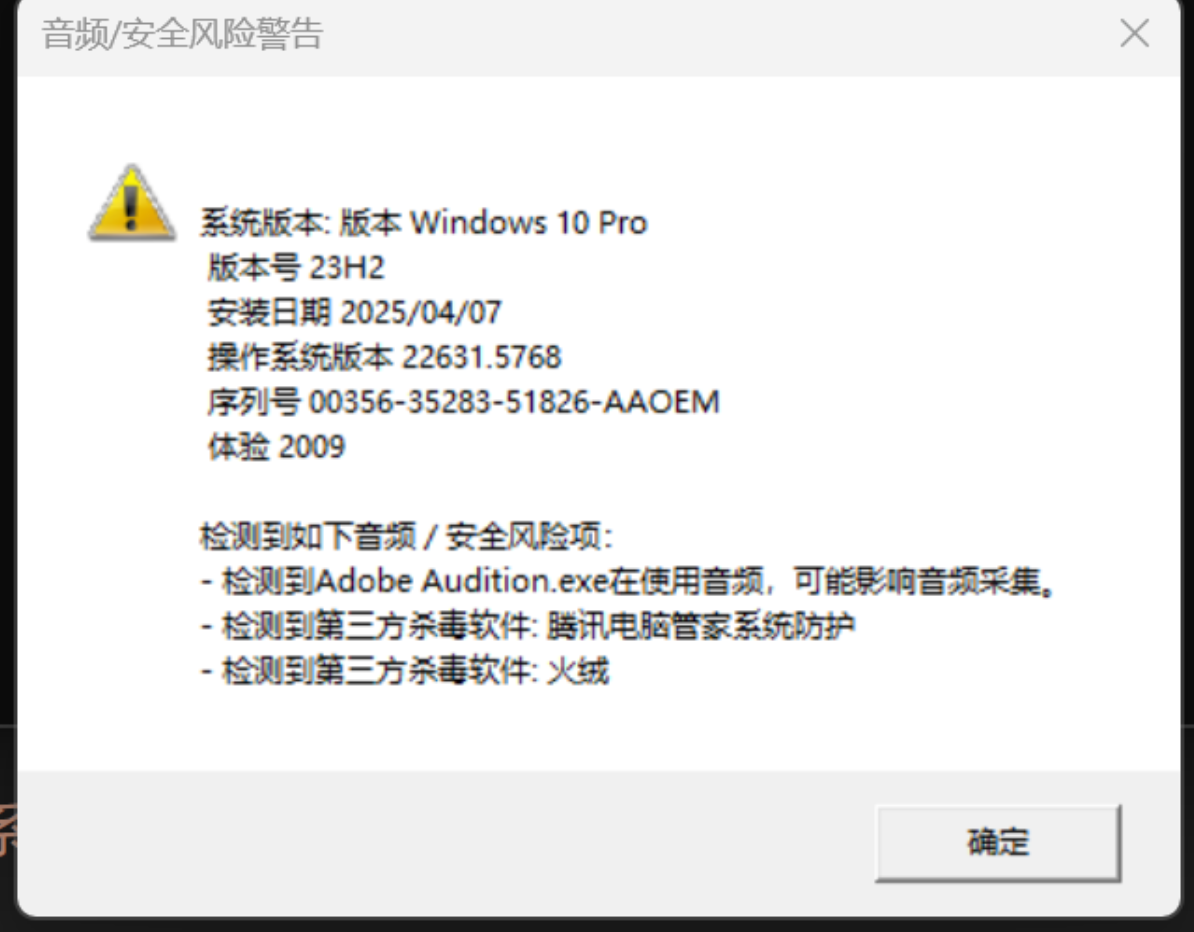 音频/安全风险警告
系统版本: 版本 Windows 10 Pro
版本号 23H2
安装日期 2025/04/07
操作系统版本 22631.5768
序列号 00356-35283-51826-AAOEM
体验 2009
检测到如下音频 / 安全风险项:
- 检测到Adobe Audition.exe在使用音频，可能影响音频采集。
- 检测到第三方杀毒软件: 腾讯电脑管家系统防护
- 检测到第三方杀毒软件: 火绒
确定